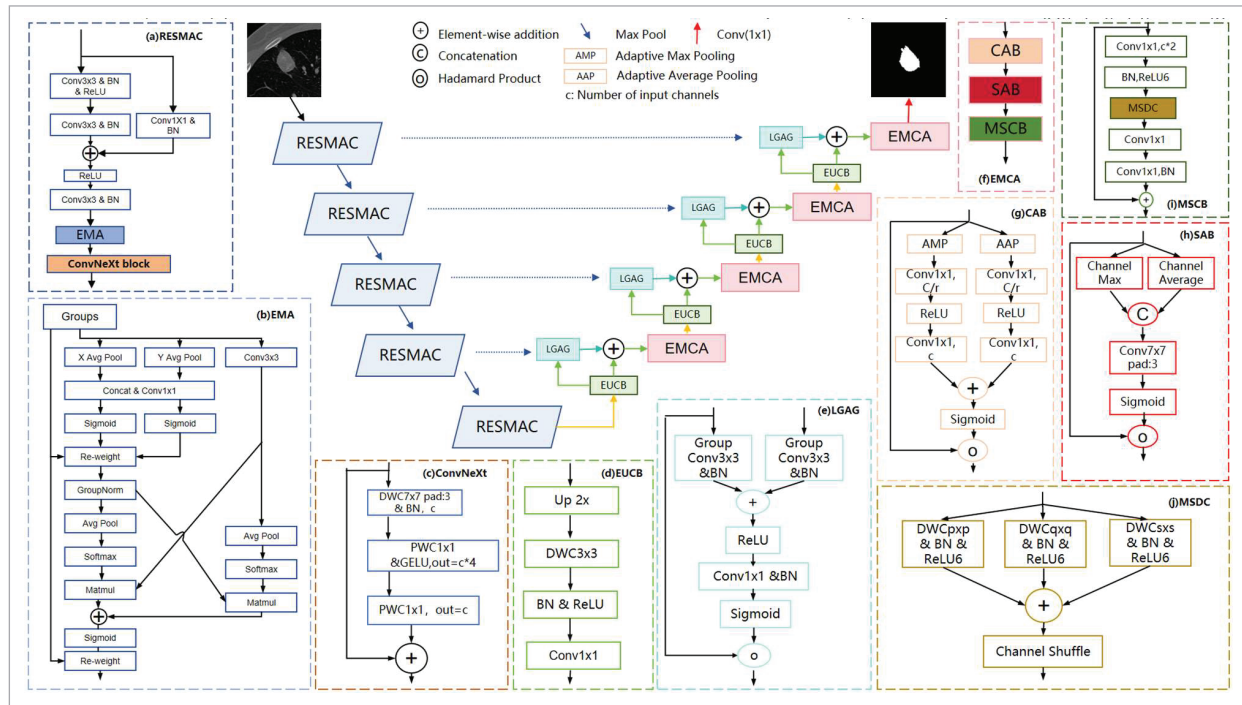 (a)RESMAC
Conv3x3 & BN
& ReLU
Conv3x3 & BN
Conv1X1 &
BN
ReLU
Conv3x3 & BN
EMA
ConvNeXt block
+ Element-wise addition
C Concatenation
o Hadamard Product
Max Pool
Conv(1x1)
AMP Adaptive Max Pooling
AAP Adaptive Average Pooling
c: Number of input channels
RESMAC
RESMAC
RESMAC
RESMAC
RESMAC
LGAG
+
EUCB
EMCA
LGAG
+
EUCB
EMCA
LGAG
+
EUCB
EMCA
LGAG
+
EUCB
EMCA
(b)EMA
Groups
X Avg Pool
Y Avg Pool
Conv3x3
Concat & Conv1x1
Sigmoid
Sigmoid
Re-weight
GroupNorm
Avg Pool
Softmax
Matmul
Avg Pool
Softmax
Matmul
+
Sigmoid
Re-weight
(c)ConvNeXt
DWC7x7 pad:3
& BN, c
PWC1x1
&GELU,out=c*4
PWC1x1, out=c
+
(d)EUCB
Up 2x
DWC3x3
BN & ReLU
Conv1x1
(e)LGAG
Group
Conv3x3
&BN
Group
Conv3x3
&BN
+
ReLU
Conv1x1 &BN
Sigmoid
o
CAB
SAB
MSCB
(f)EMCA
(g)CAB
AMP
AAP
Conv1x1,
C/r
Conv1x1,
C/r
ReLU
ReLU
Conv1x1,
c
Conv1x1,
c
+
Sigmoid
o
Conv1x1,c*2
BN,ReLU6
MSDC
Conv1x1
Conv1x1,BN
+
(i)MSCB
(h)SAB
Channel
Max
Channel
Average
C
Conv7x7
pad:3
Sigmoid
o
(j)MSDC
DWCpxp
& BN &
ReLU6
DWCqxq
& BN &
ReLU6
DWCsxs
& BN &
ReLU6
+
Channel Shuffle